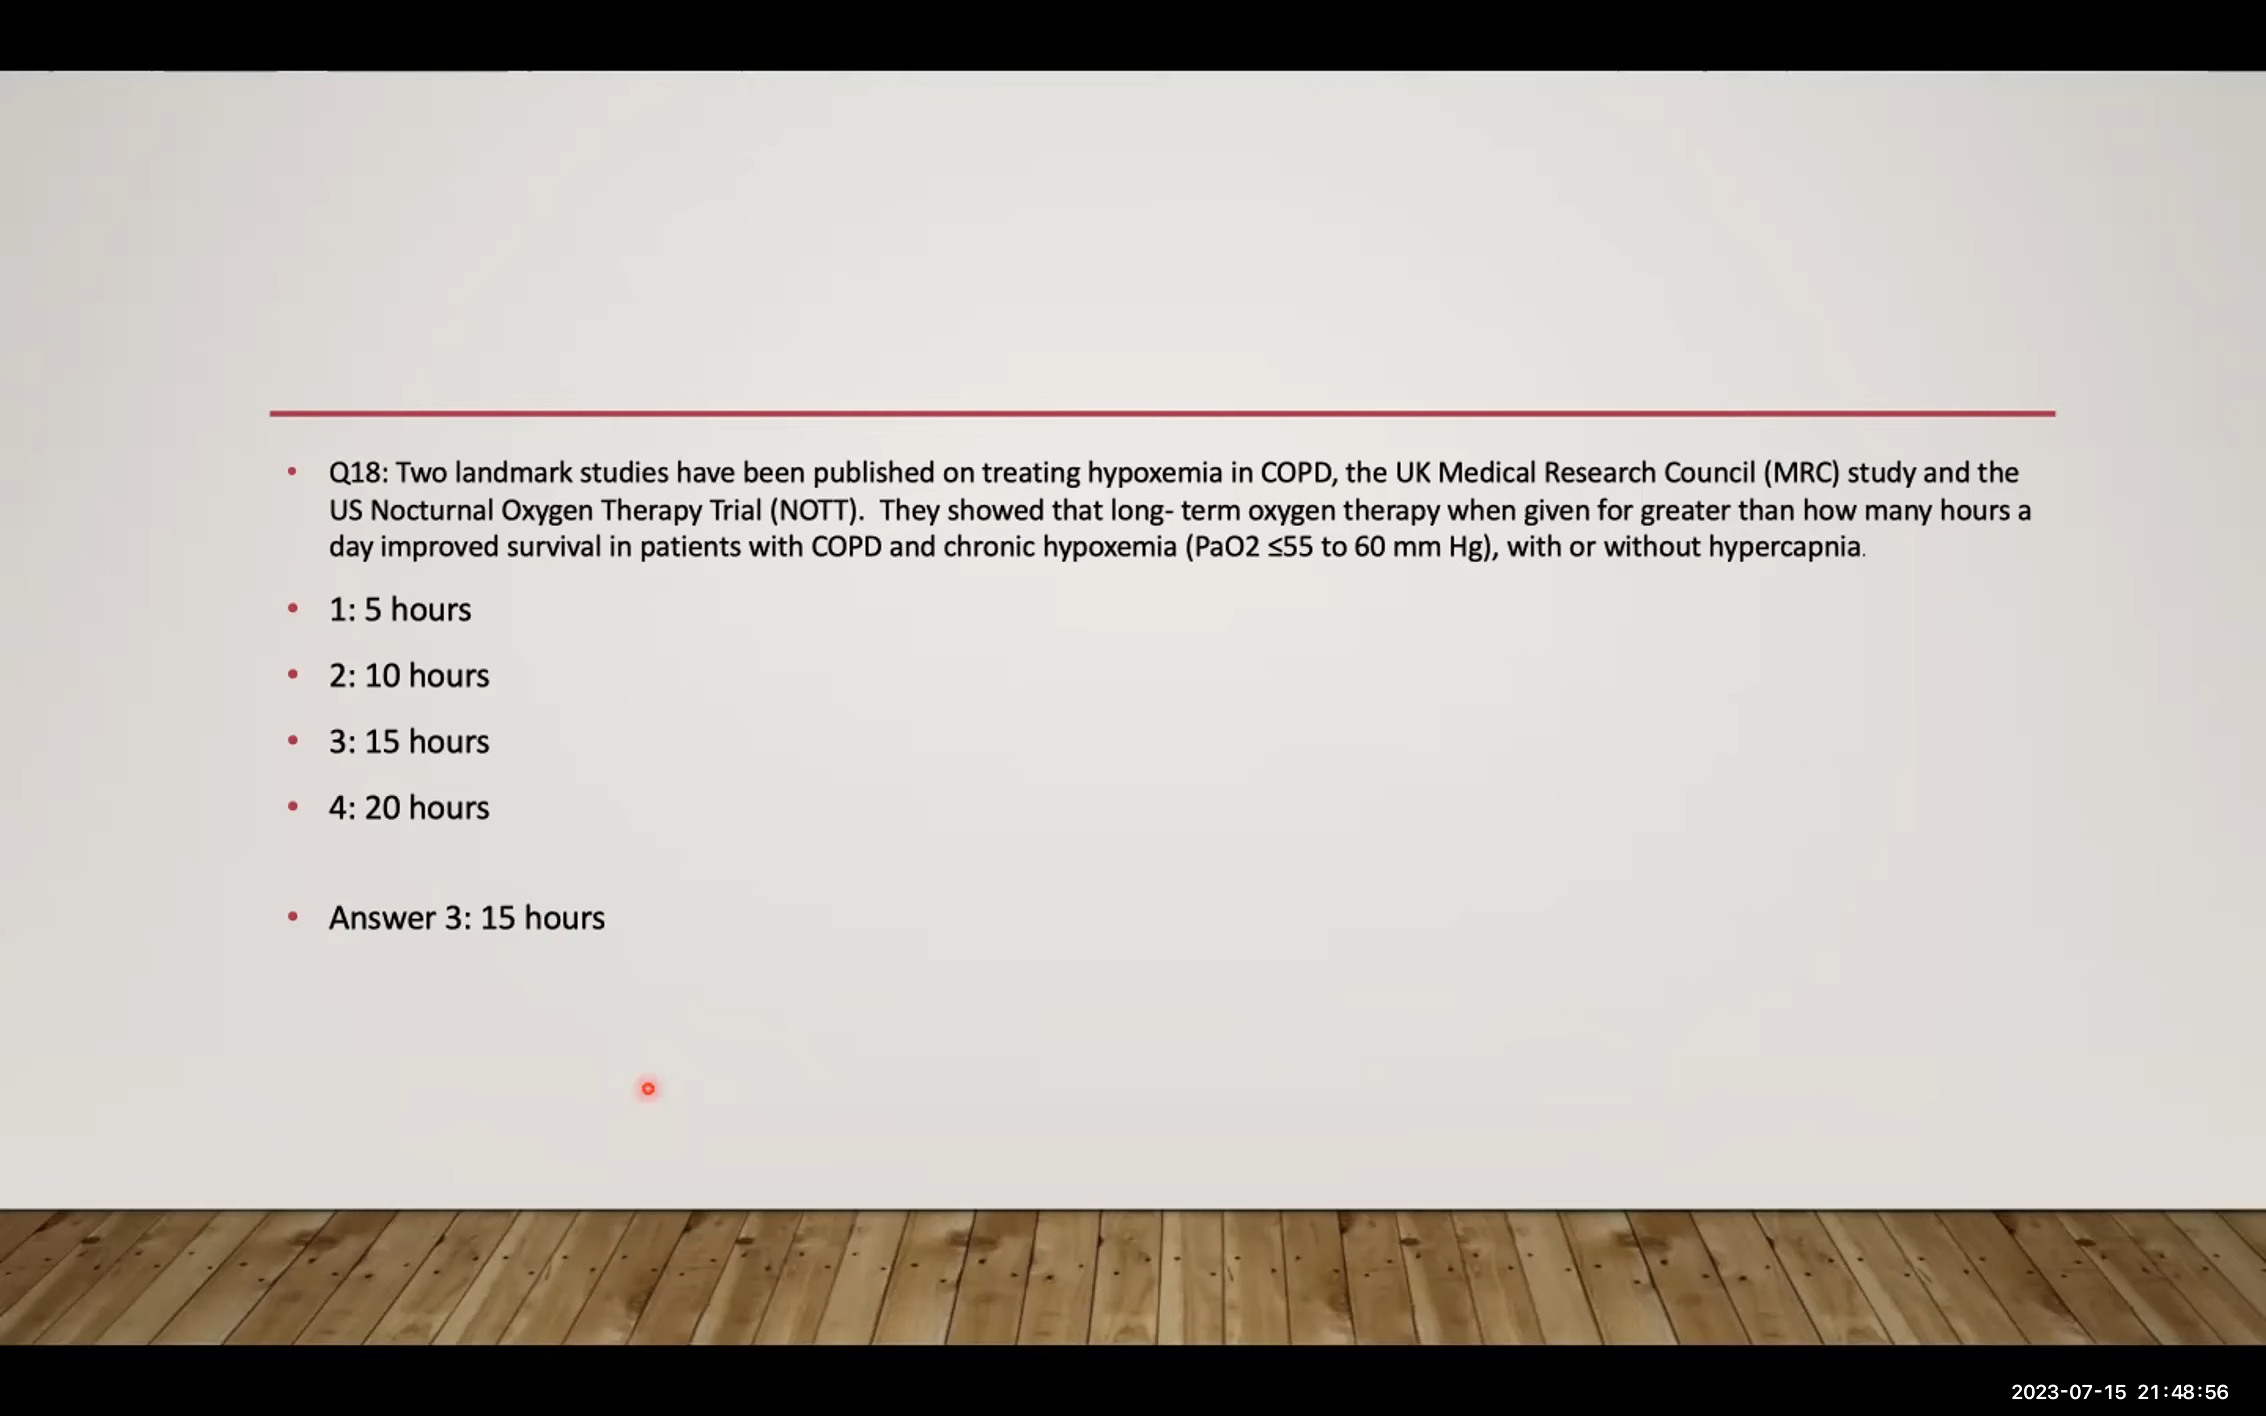 Q18: Two landmark studies have been published on treating hypoxemia in COPD, the UK Medical Research Council (MRC) study and the
US Nocturnal Oxygen Therapy Trial (NOTT).  They showed that long- term oxygen therapy when given for greater than how many hours a
day improved survival in patients with COPD and chronic hypoxemia (PaO2 ≤55 to 60 mm Hg), with or without hypercapnia.
1: 5 hours
2: 10 hours
3: 15 hours
4: 20 hours
Answer 3: 15 hours
2023-07-15 21:48:56